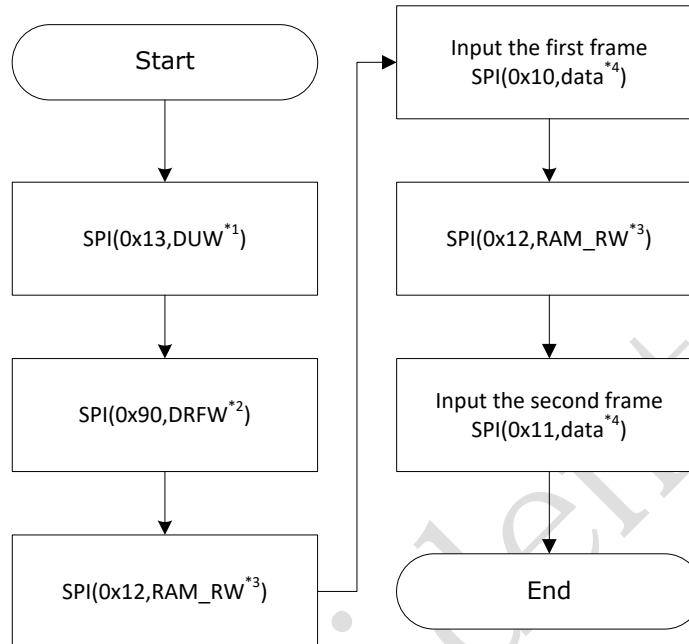 Start
SPI(0x13,DUW*1)
SPI(0x90,DRFW*2)
SPI(0x12,RAM_RW*3)
Input the first frame
SPI(0x10,data*4)
SPI(0x12,RAM_RW*3)
Input the second frame
SPI(0x11,data*4)
End